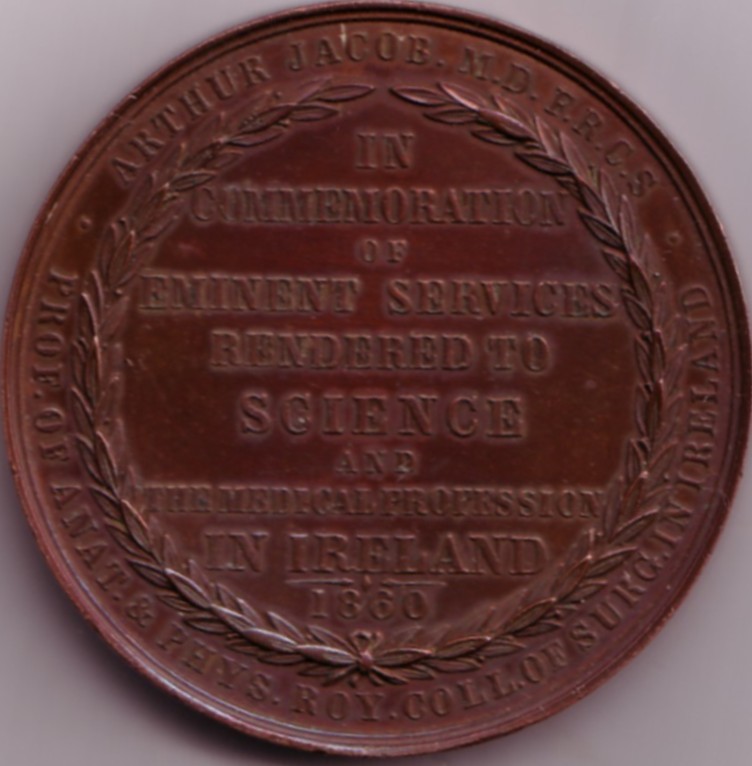 ARTHUR JACOB. M.D. F.R.C.S
PROF. OF ANAT. & PHYS. ROY. COLL. OF SURG. IN IRELAND
IN
COMMEMORATION
OF
EMINENT SERVICES
RENDERED TO
SCIENCE
AND
THE MEDICAL PROFESSION
IN IRELAND
1860